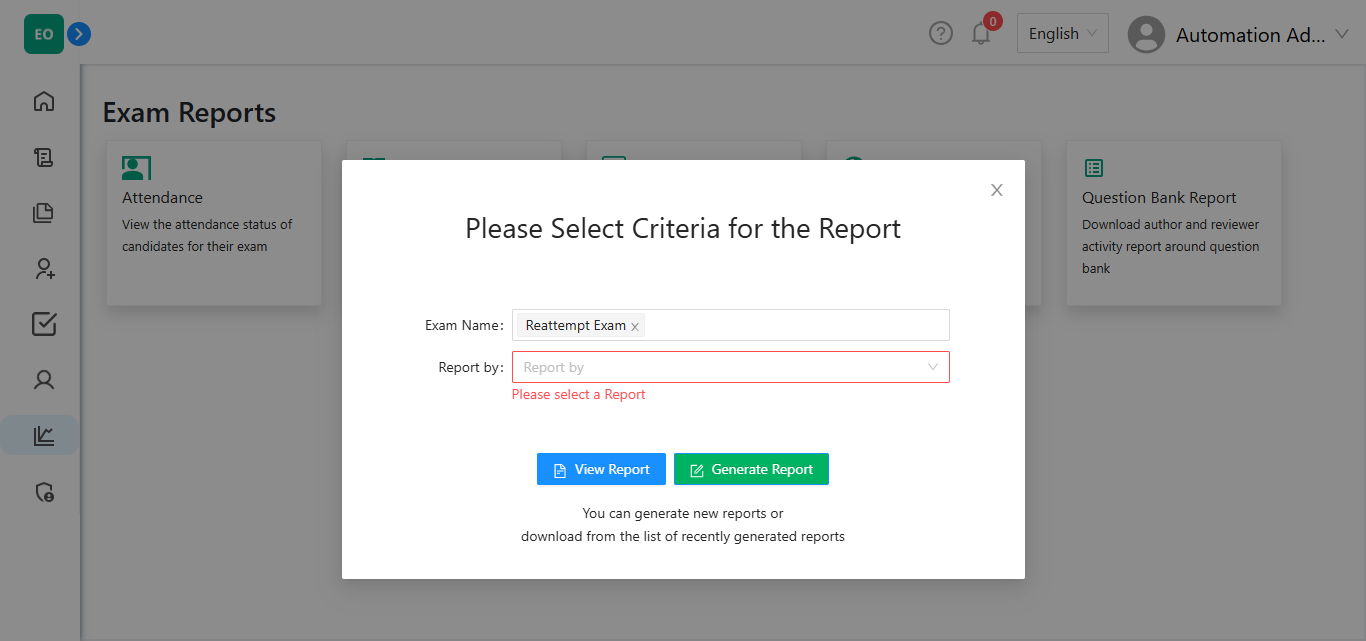 EO
0
English
Automation Ad...
Exam Reports
Attendance
View the attendance status of
candidates for their exam
Question Bank Report
Download author and reviewer
activity report around question
bank
Please Select Criteria for the Report
Exam Name:
Reattempt Exam
Report by:
Report by
Please select a Report
View Report
Generate Report
You can generate new reports or
download from the list of recently generated reports